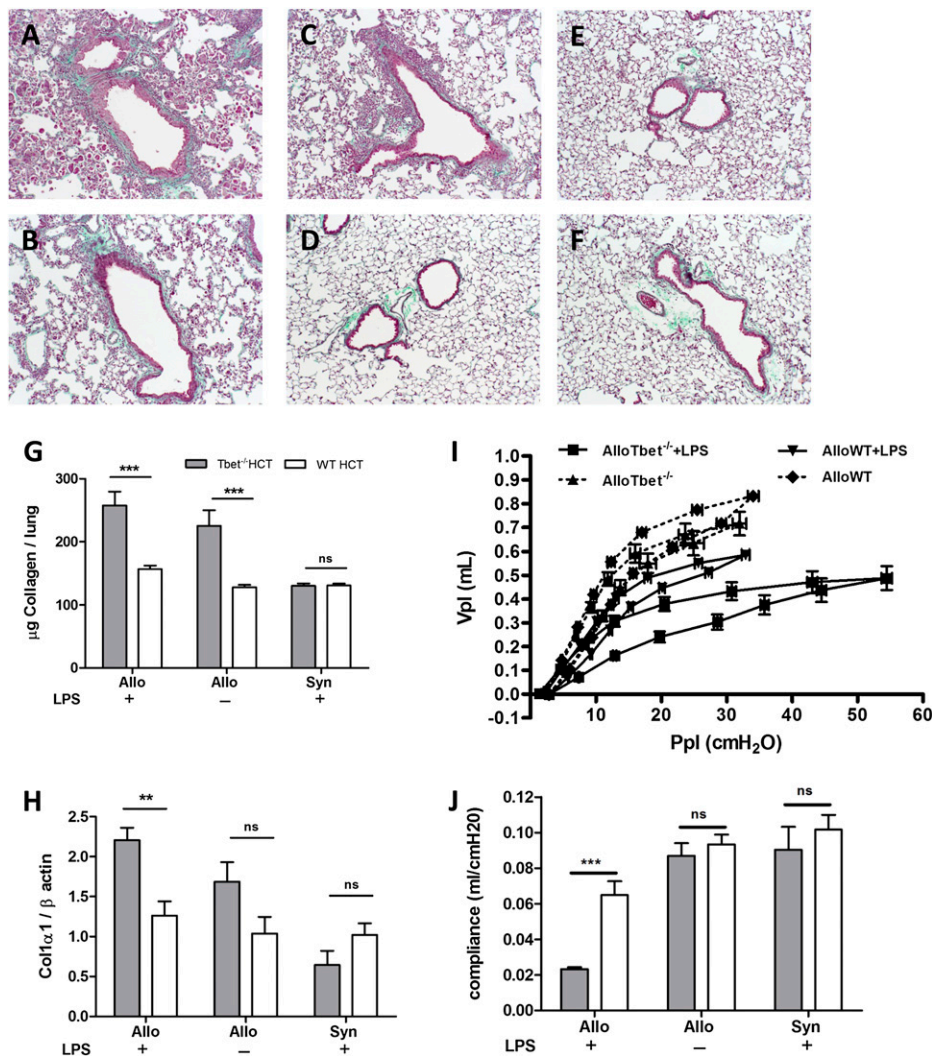 A
C
E
B
D
F
G
Tbet-/-HCT
WT HCT
***
***
ns
300
200
100
0
µg Collagen / lung
Allo
Allo
Syn
LPS
+
–
+
I
AlloTbet-/-+LPS
AlloWT+LPS
AlloTbet-/-
AlloWT
0.9
0.8
0.7
0.6
0.5
0.4
0.3
0.2
0.1
0.0
-0.1
Vpl (mL)
10
20
30
40
50
60
Ppl (cmH2O)
H
**
ns
ns
2.5
2.0
1.5
1.0
0.5
0.0
Col1α1 / β actin
Allo
Allo
Syn
LPS
+
–
+
J
***
ns
ns
0.12
0.10
0.08
0.06
0.04
0.02
0.00
compliance (ml/cmH20)
Allo
Allo
Syn
LPS
+
–
+